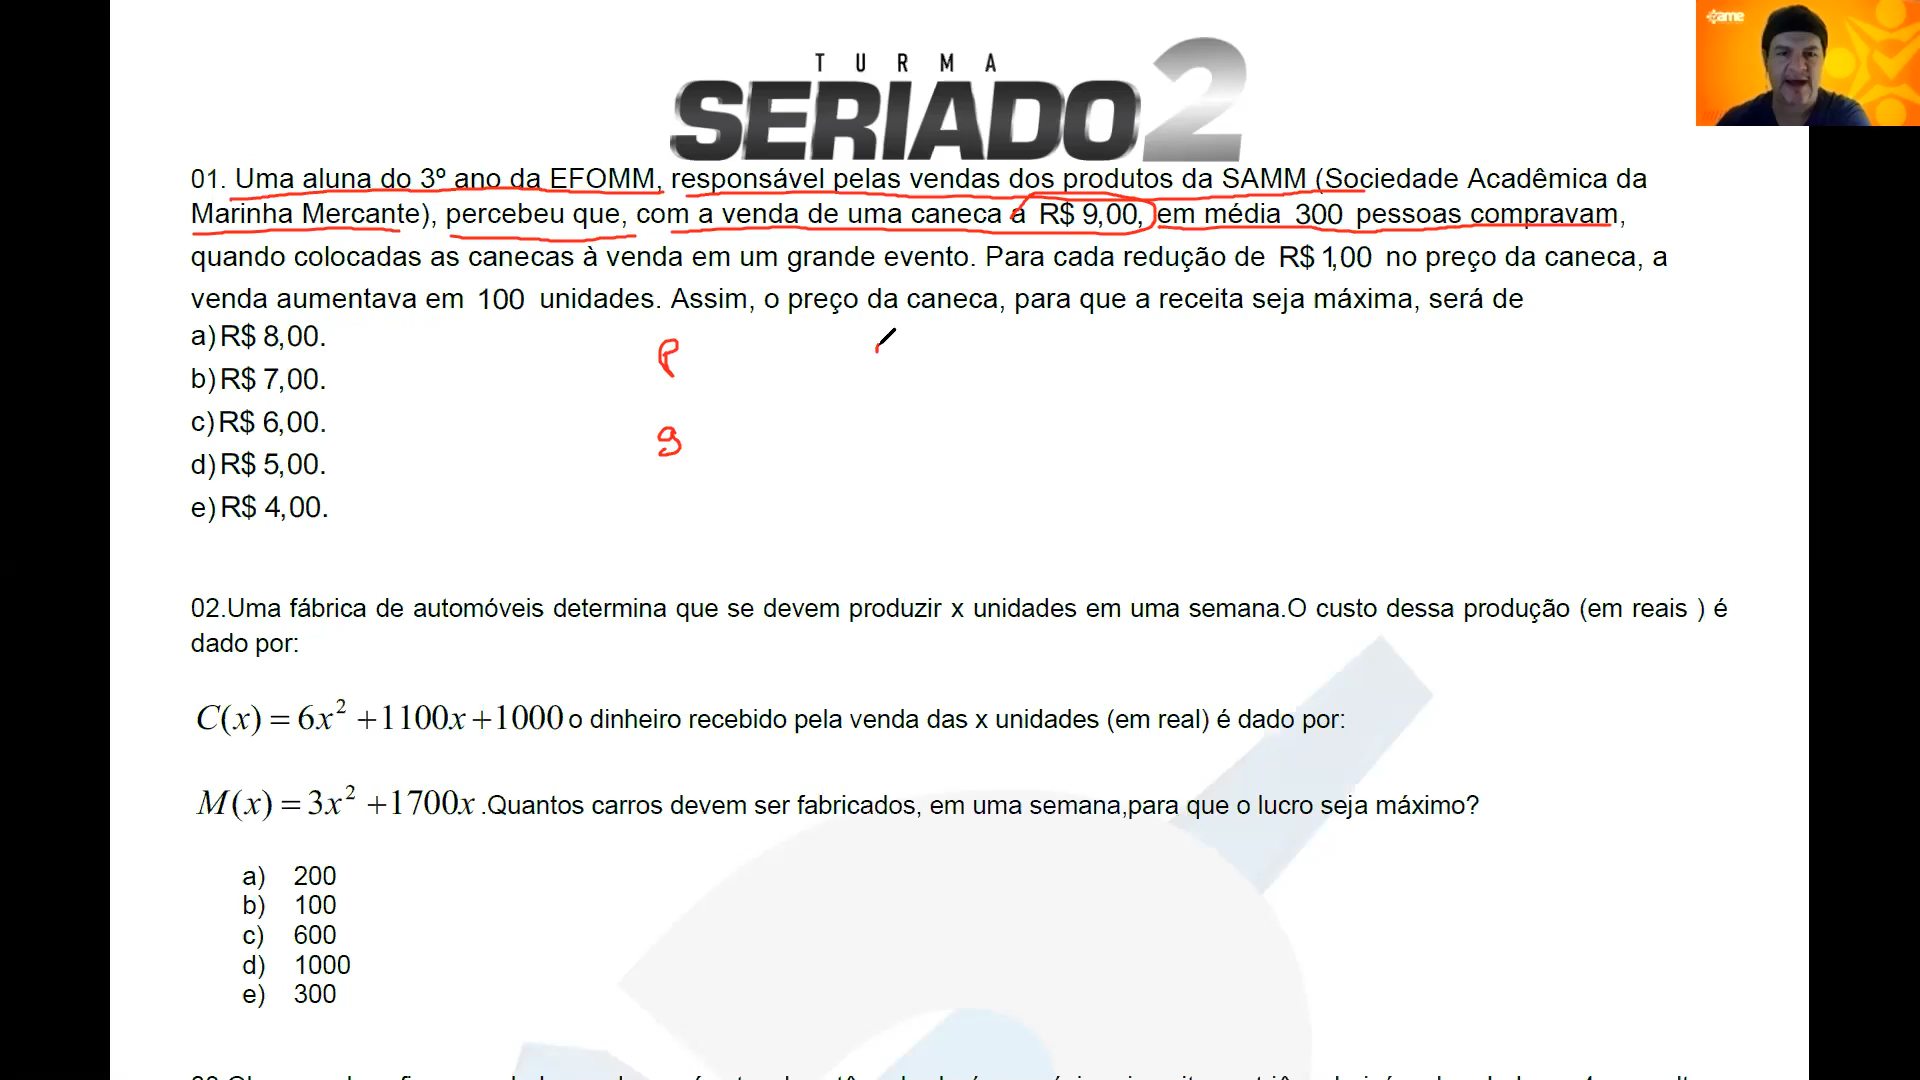 +ame
TURMA
SERIADO 2
01. Uma aluna do 3º ano da EFOMM, responsável pelas vendas dos produtos da SAMM (Sociedade Acadêmica da
Marinha Mercante), percebeu que, com a venda de uma caneca a R$ 9,00, em média 300 pessoas compravam,
quando colocadas as canecas à venda em um grande evento. Para cada redução de R$ 1,00 no preço da caneca, a
venda aumentava em 100 unidades. Assim, o preço da caneca, para que a receita seja máxima, será de
a) R$ 8,00.
P
b) R$ 7,00.
c) R$ 6,00.
9
d) R$ 5,00.
e) R$ 4,00.
02.Uma fábrica de automóveis determina que se devem produzir x unidades em uma semana.O custo dessa produção (em reais ) é
dado por:
C(x) = 6x² +1100x +1000 o dinheiro recebido pela venda das x unidades (em real) é dado por:
M(x) = 3x² +1700x .Quantos carros devem ser fabricados, em uma semana,para que o lucro seja máximo?
a) 200
b) 100
c) 600
d) 1000
e) 300